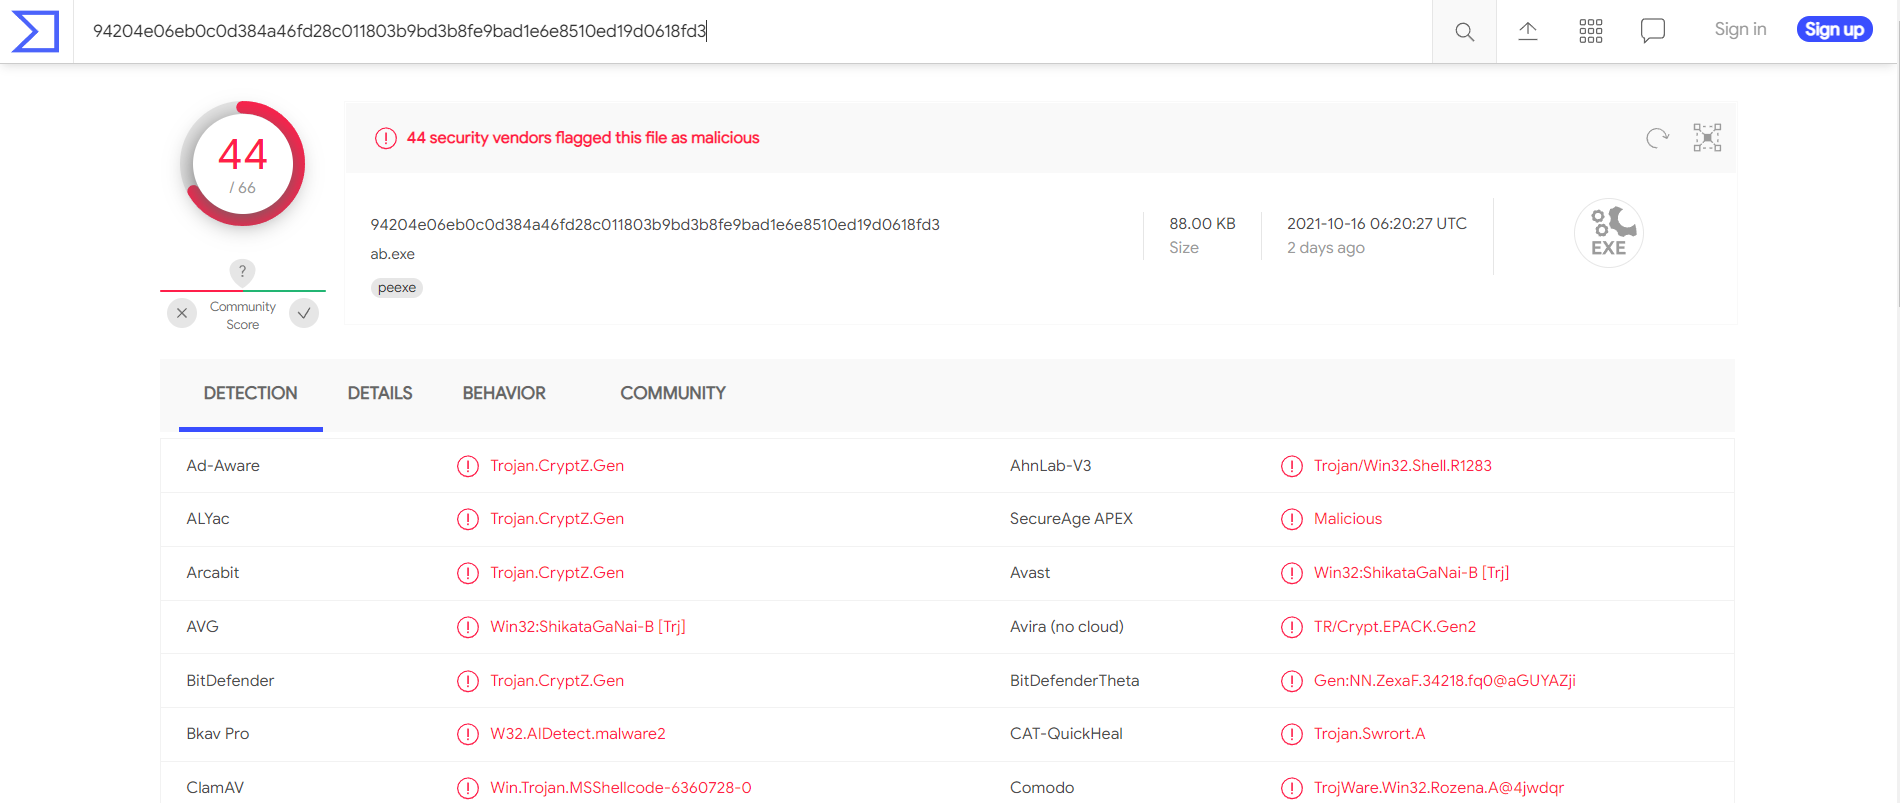 94204e06eb0c0d384a46fd28c011803b9bd3b8fe9bad1e6e8510ed19d0618fd3
Sign in
Sign up
44
/ 66
?
Community
Score
44 security vendors flagged this file as malicious
94204e06eb0c0d384a46fd28c011803b9bd3b8fe9bad1e6e8510ed19d0618fd3
ab.exe
peexe
88.00 KB
Size
2021-10-16 06:20:27 UTC
2 days ago
EXE
DETECTION DETAILS BEHAVIOR COMMUNITY
Ad-Aware Trojan.CryptZ.Gen AhnLab-V3 Trojan/Win32.Shell.R1283
ALYac Trojan.CryptZ.Gen SecureAge APEX Malicious
Arcabit Trojan.CryptZ.Gen Avast Win32:ShikataGaNai-B [Trj]
AVG Win32:ShikataGaNai-B [Trj] Avira (no cloud) TR/Crypt.EPACK.Gen2
BitDefender Trojan.CryptZ.Gen BitDefenderTheta Gen:NN.ZexaF.34218.fq0@aGUYAZji
Bkav Pro W32.AIDetect.malware2 CAT-QuickHeal Trojan.Swrort.A
ClamAV Win.Trojan.MSShellcode-6360728-0 Comodo TrojWare.Win32.Rozena.A@4jwdqr